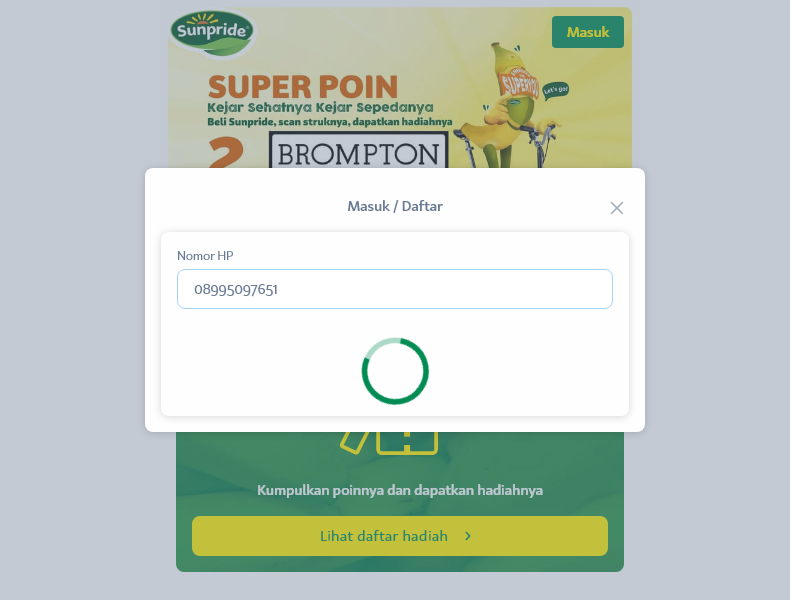 Sunpride
Masuk
SUPER POIN
Kejar Sehatnya Kejar Sepedanya
Beli Sunpride, scan struknya, dapatkan hadiahnya
Let's go!
SUPERYOU
2
BROMPTON
Masuk / Daftar
Nomor HP
08995097651
Kumpulkan poinnya dan dapatkan hadiahnya
Lihat daftar hadiah